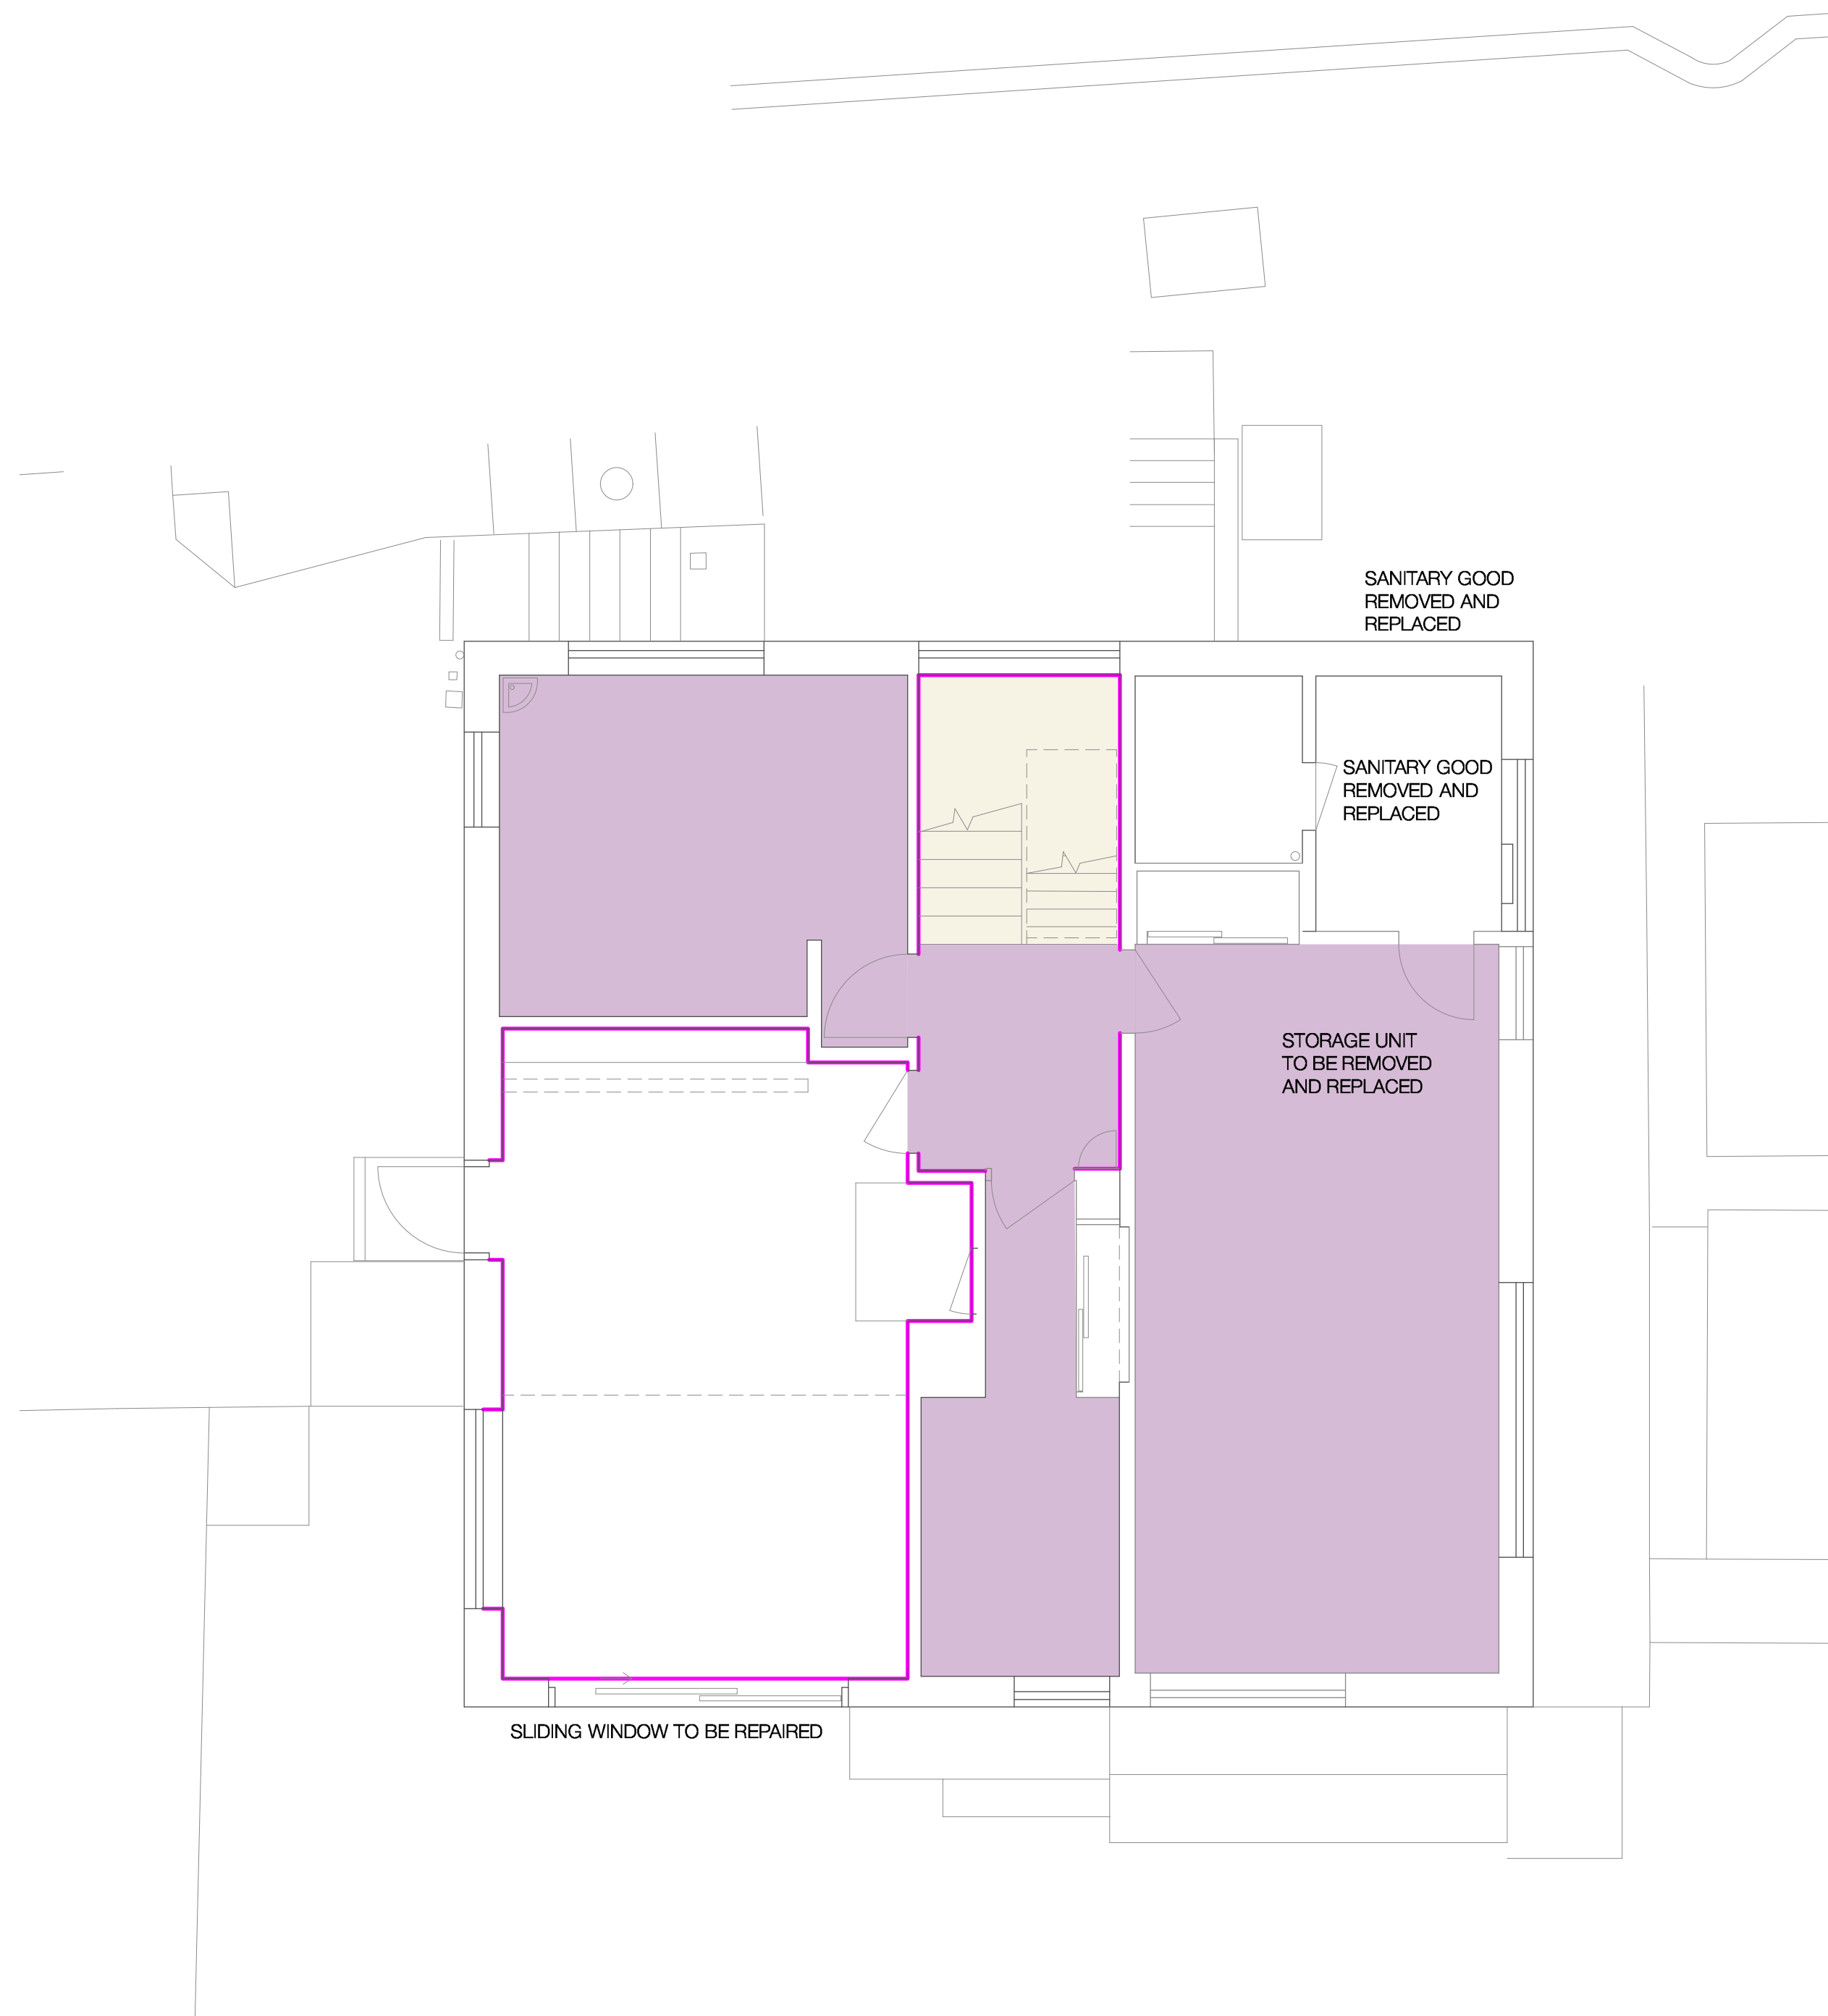 SANITARY GOOD
REMOVED AND
REPLACED
SANITARY GOOD
REMOVED AND
REPLACED
STORAGE UNIT
TO BE REMOVED
AND REPLACED
SLIDING WINDOW TO BE REPAIRED